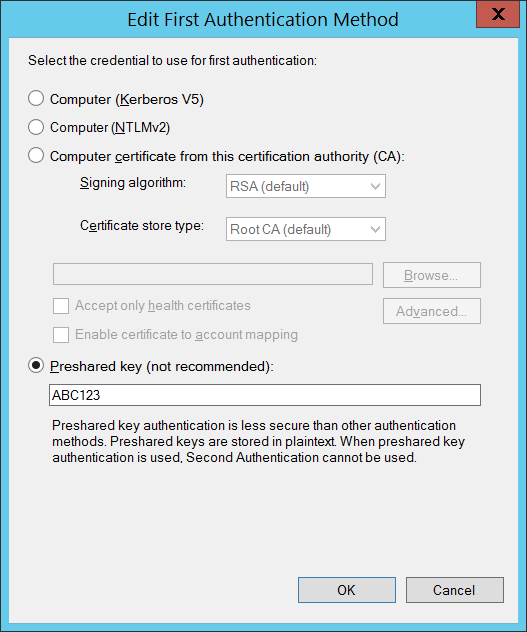 Edit First Authentication Method
X
Select the credential to use for first authentication:
Computer (Kerberos V5)
Computer (NTLMv2)
Computer certificate from this certification authority (CA):
Signing algorithm:
RSA (default)
Certificate store type:
Root CA (default)
Browse...
Accept only health certificates
Advanced...
Enable certificate to account mapping
Preshared key (not recommended):
ABC123
Preshared key authentication is less secure than other authentication
methods. Preshared keys are stored in plaintext. When preshared key
authentication is used, Second Authentication cannot be used.
OK
Cancel